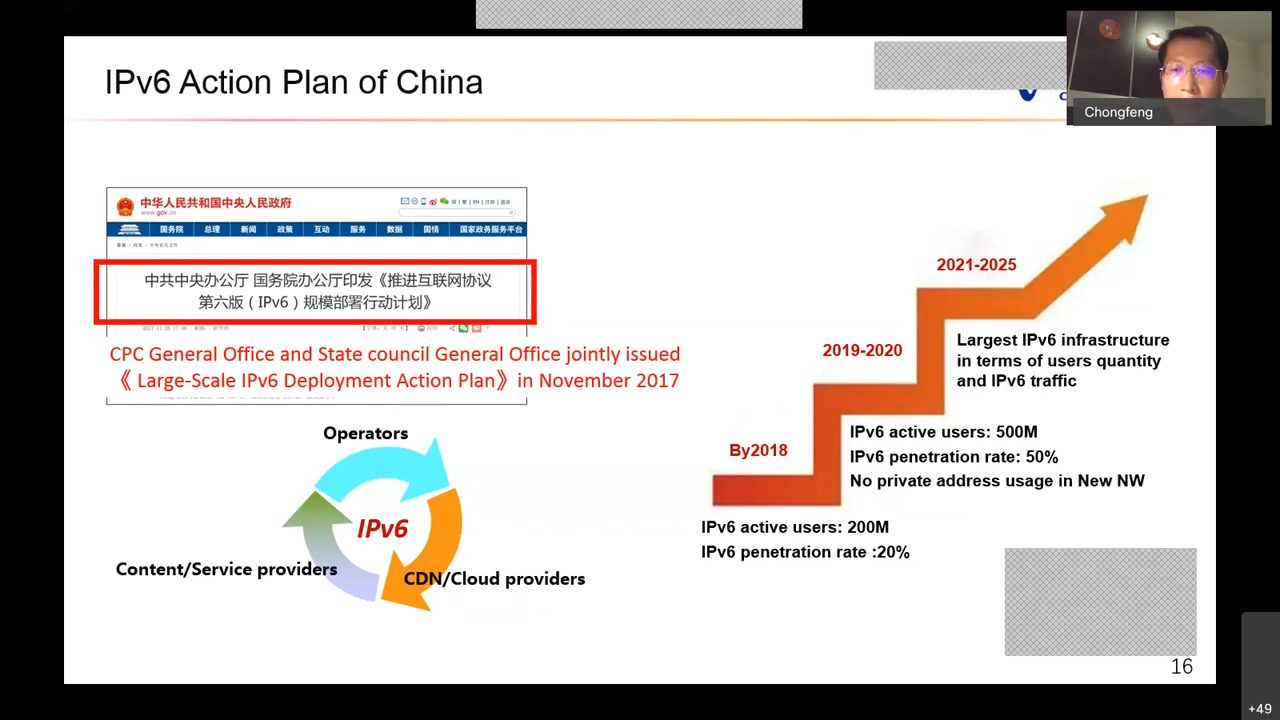 IPv6 Action Plan of China
Chongfeng
中华人民共和国中央人民政府
www.gov.cn
国务院 总理 新闻 政策 互动 服务 数据 国情 国家政务服务平台
中共中央办公厅 国务院办公厅印发《推进互联网协议
第六版（IPv6）规模部署行动计划》
CPC General Office and State council General Office jointly issued
《 Large-Scale IPv6 Deployment Action Plan》in November 2017
Operators
IPv6
Content/Service providers
CDN/Cloud providers
2021-2025
Largest IPv6 infrastructure
in terms of users quantity
and IPv6 traffic
2019-2020
IPv6 active users: 500M
IPv6 penetration rate: 50%
No private address usage in New NW
By2018
IPv6 active users: 200M
IPv6 penetration rate :20%
16
+49